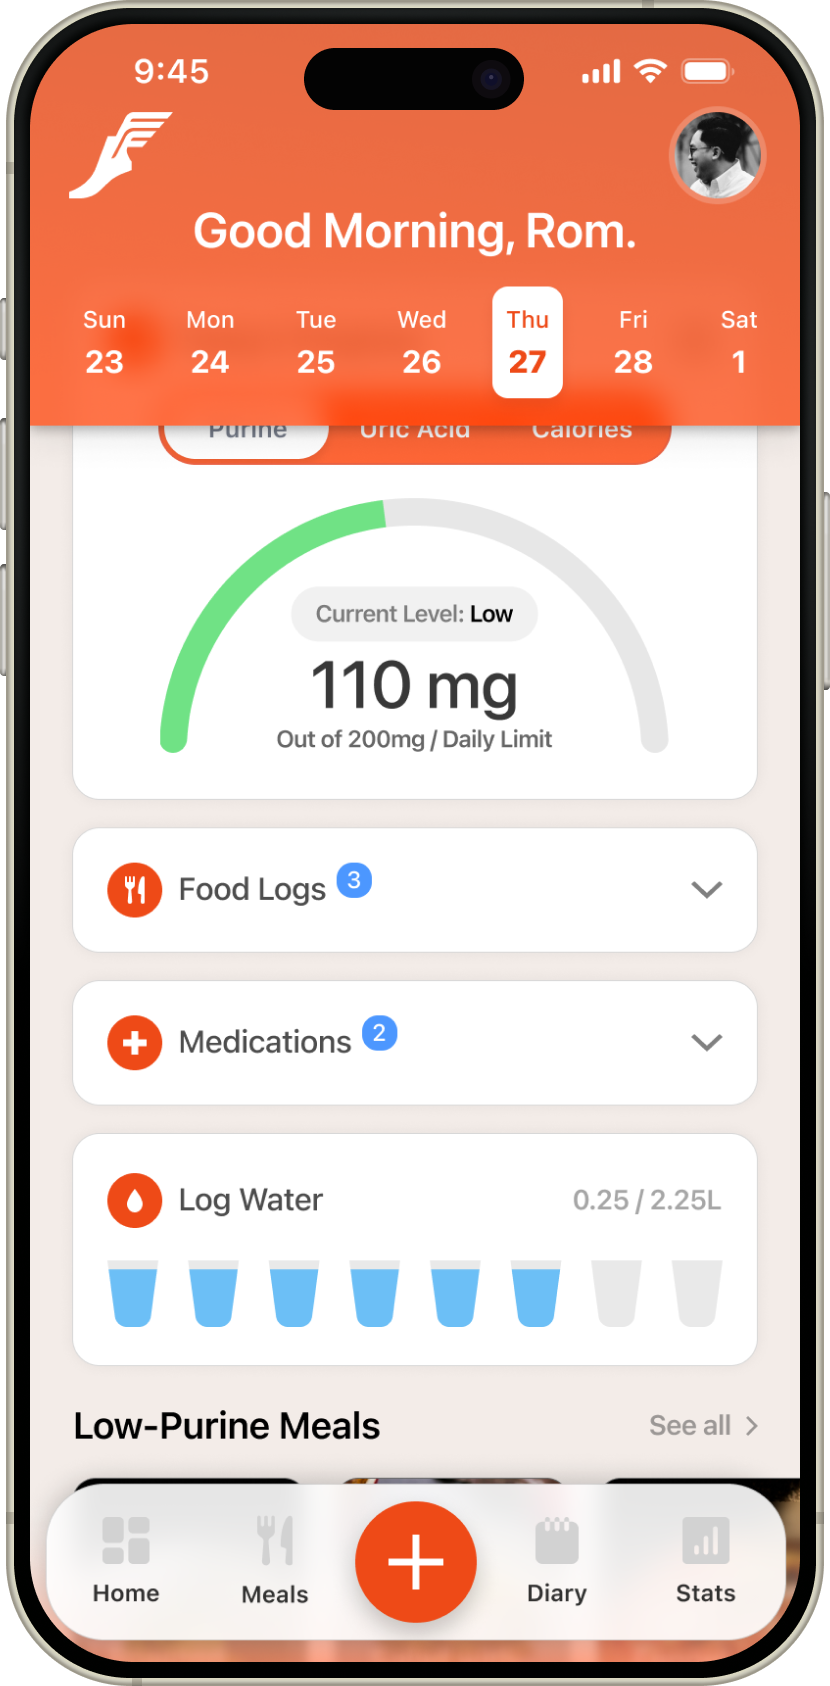 9:45
Good Morning, Rom.
Sun Mon Tue Wed Thu Fri Sat
23 24 25 26 27 28 1
Purine Uric Acid Calories
Current Level: Low
110 mg
Out of 200mg / Daily Limit
Food Logs 3
Medications 2
Log Water 0.25 / 2.25L
Low-Purine Meals See all
Home Meals Diary Stats